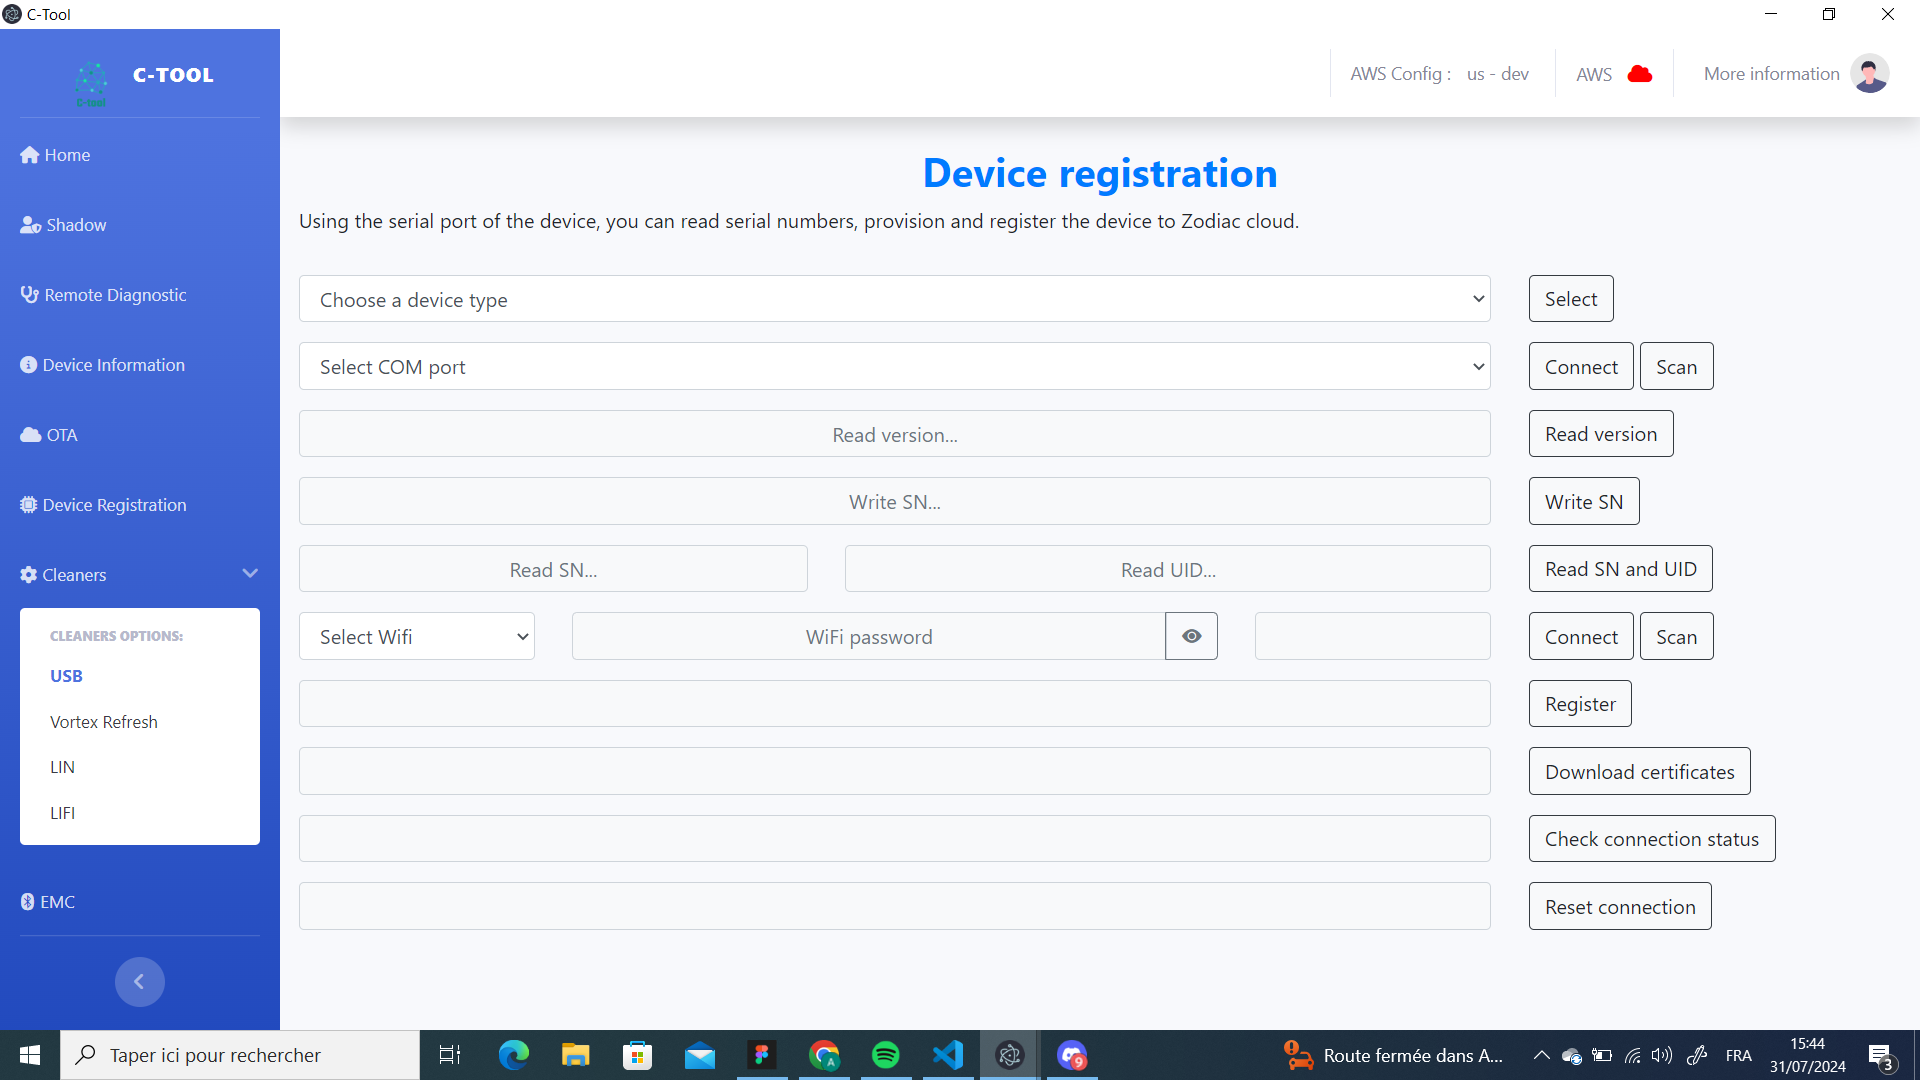 C-Tool
C-TOOL
C-tool
AWS Config : us - dev
AWS
More information
Home
Shadow
Remote Diagnostic
Device Information
OTA
Device Registration
Cleaners
CLEANERS OPTIONS:
USB
Vortex Refresh
LIN
LIFI
EMC
Device registration
Using the serial port of the device, you can read serial numbers, provision and register the device to Zodiac cloud.
Choose a device type
Select
Select COM port
Connect Scan
Read version...
Read version
Write SN...
Write SN
Read SN... Read UID...
Read SN and UID
Select Wifi WiFi password
Connect Scan
Register
Download certificates
Check connection status
Reset connection
Taper ici pour rechercher
A
9
Route fermée dans A...
FRA
15:44
31/07/2024
3